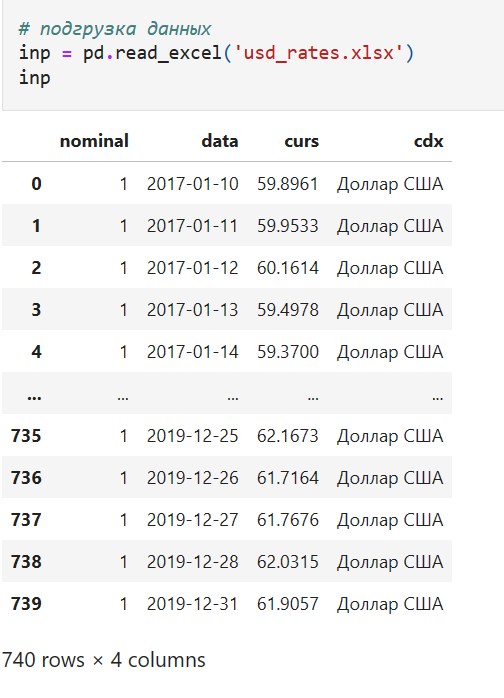 # подгрузка данных
inp = pd.read_excel('usd_rates.xlsx')
inp
nominal data curs cdx
0 1 2017-01-10 59.8961 Доллар США
1 1 2017-01-11 59.9533 Доллар США
2 1 2017-01-12 60.1614 Доллар США
3 1 2017-01-13 59.4978 Доллар США
4 1 2017-01-14 59.3700 Доллар США
... ... ... ... ...
735 1 2019-12-25 62.1673 Доллар США
736 1 2019-12-26 61.7164 Доллар США
737 1 2019-12-27 61.7676 Доллар США
738 1 2019-12-28 62.0315 Доллар США
739 1 2019-12-31 61.9057 Доллар США
740 rows × 4 columns